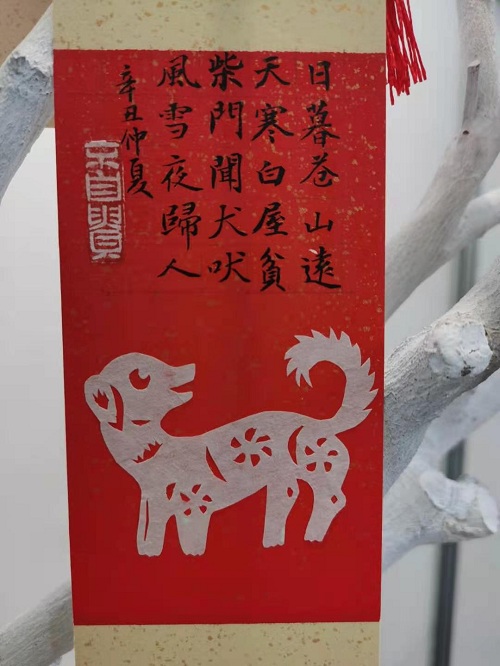 日暮苍山遠
天寒白屋貧
柴門聞犬吠
風雪夜歸人
辛丑仲夏